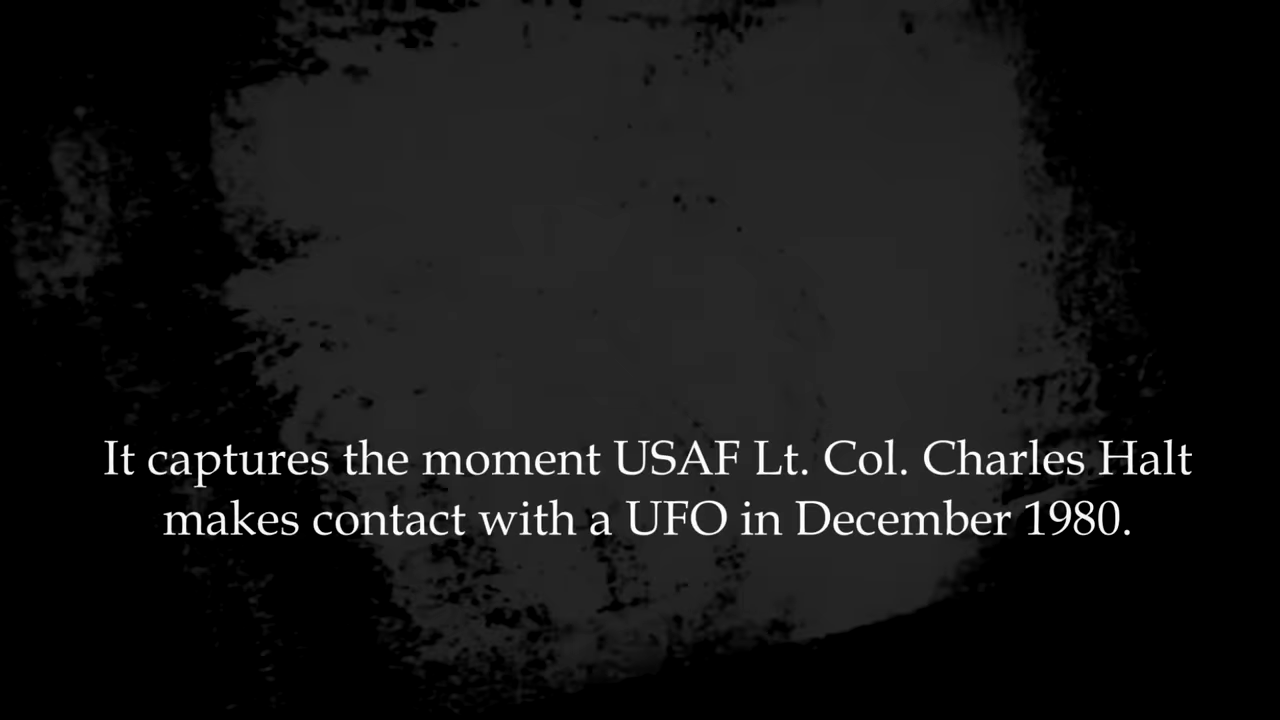 It captures the moment USAF Lt. Col. Charles Halt
makes contact with a UFO in December 1980.